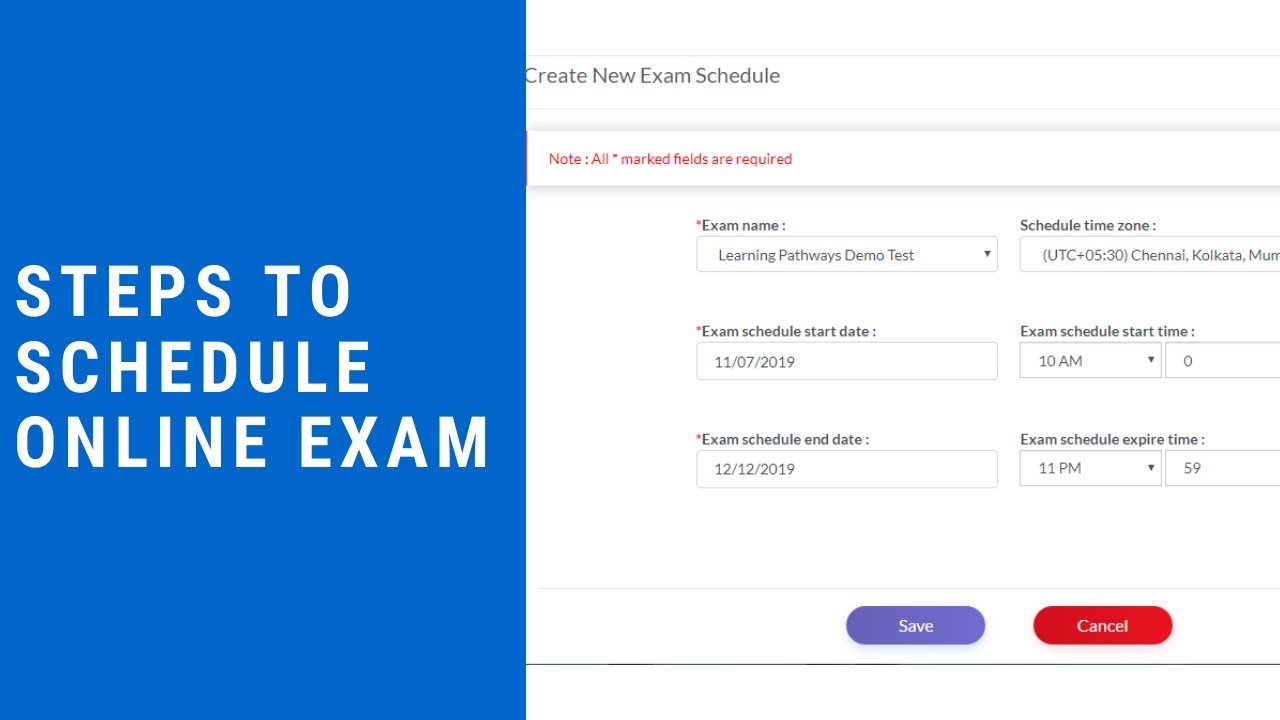 STEPS TO
SCHEDULE
ONLINE EXAM
Create New Exam Schedule
Note : All * marked fields are required
*Exam name :
Schedule time zone :
Learning Pathways Demo Test
(UTC+05:30) Chennai, Kolkata,
*Exam schedule start date :
Exam schedule start time :
11/07/2019
10 AM
0
*Exam schedule end date :
Exam schedule expire time :
12/12/2019
11 PM
59
Save
Cancel